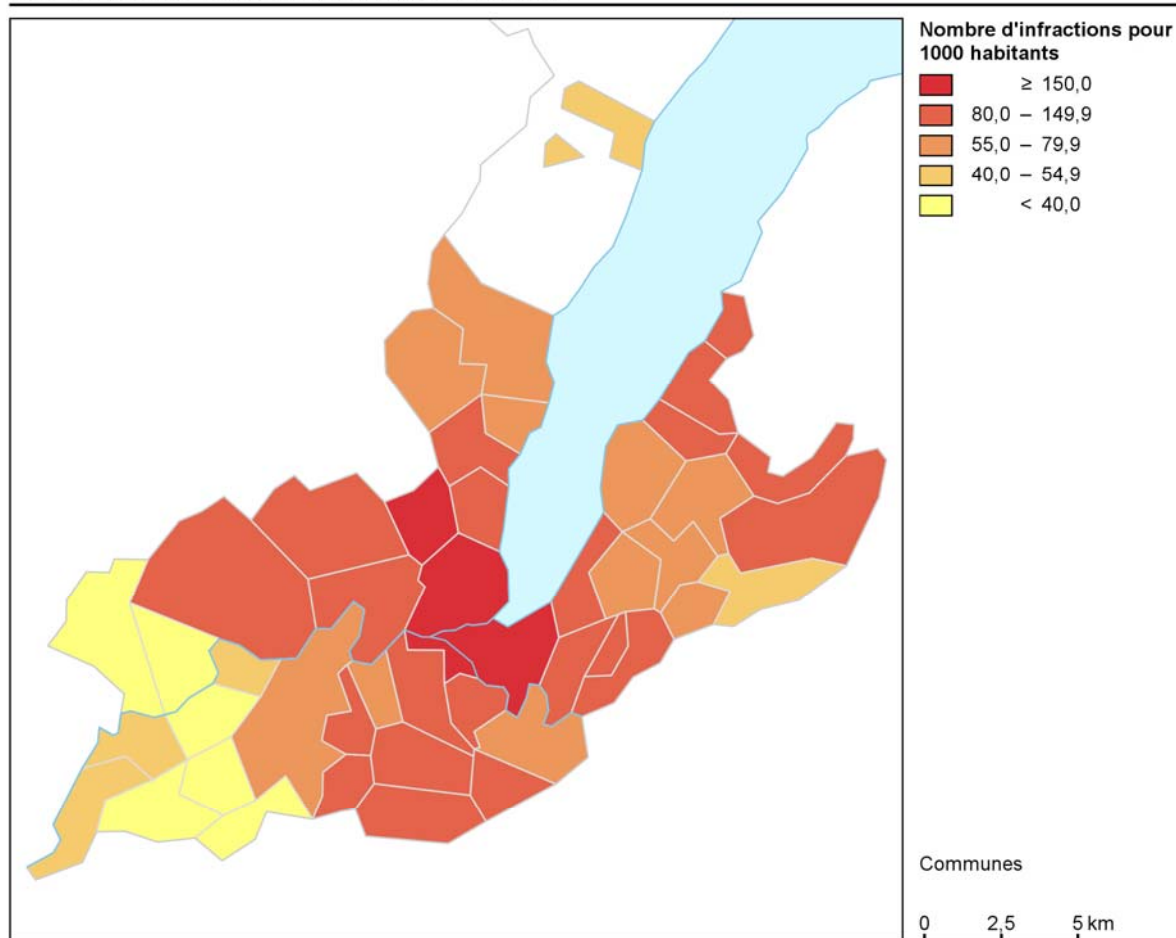 Nombre d'infractions pour
1000 habitants
≥ 150,0
80,0 – 149,9
55,0 – 79,9
40,0 – 54,9
< 40,0
Communes
0 2,5 5 km